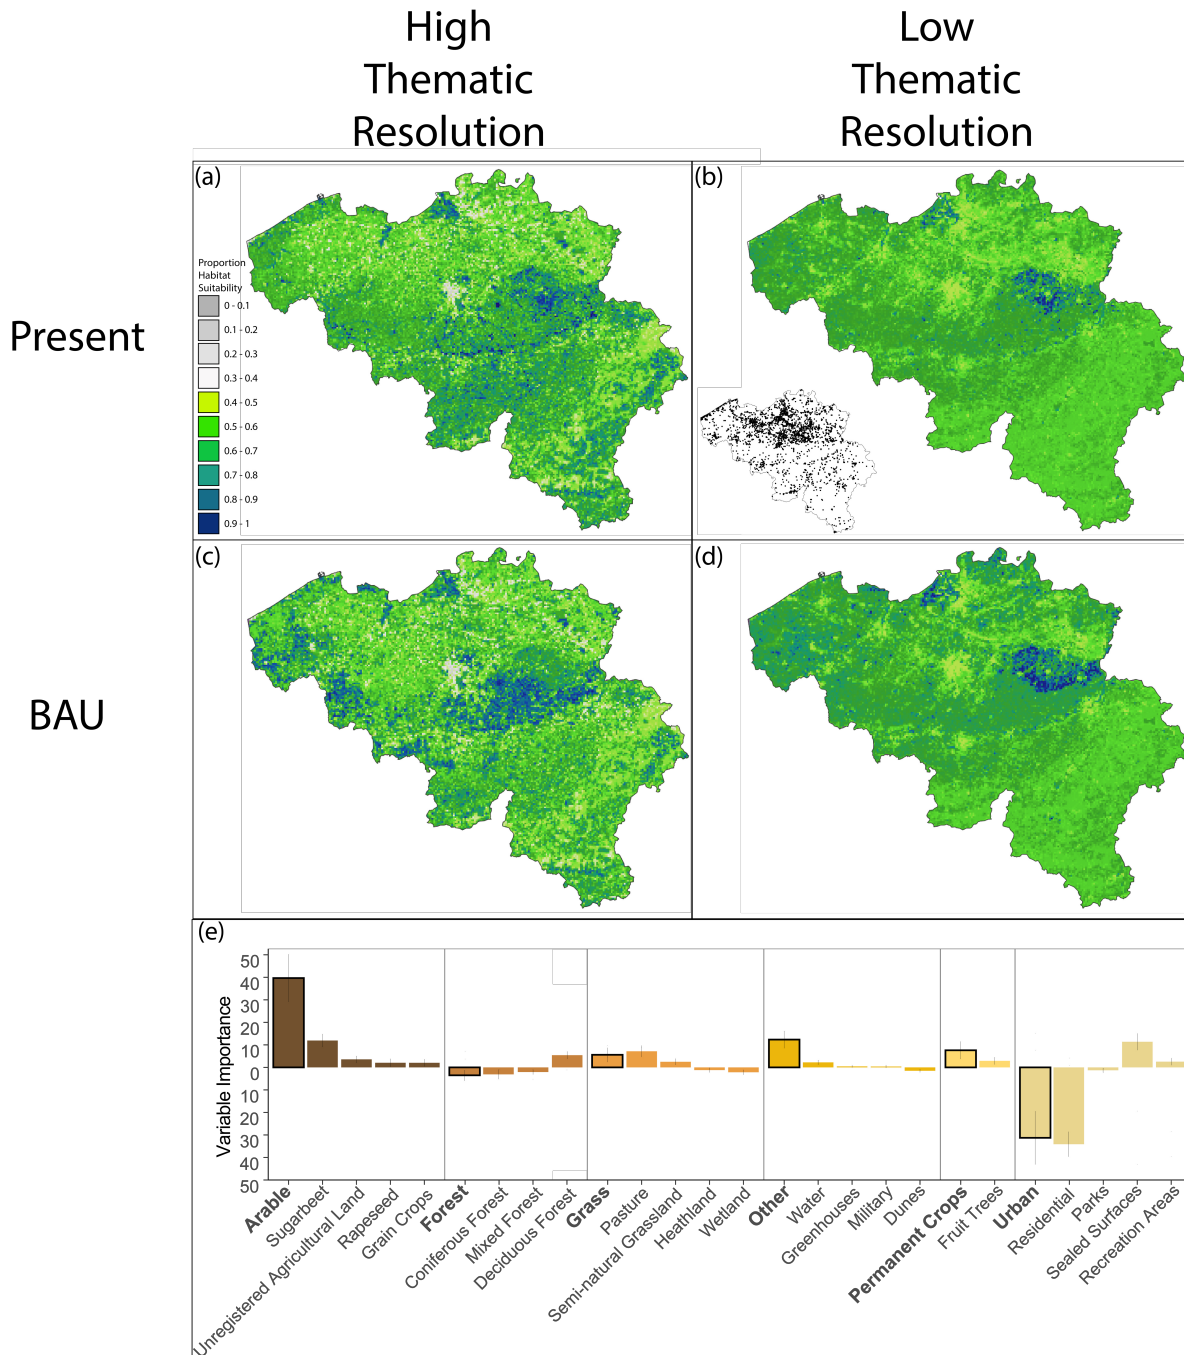 High
Thematic
Resolution
Low
Thematic
Resolution
Present
BAU
(a)
(b)
Proportion
Habitat
Suitability
0 - 0.1
0.1 - 0.2
0.2 - 0.3
0.3 - 0.4
0.4 - 0.5
0.5 - 0.6
0.6 - 0.7
0.7 - 0.8
0.8 - 0.9
0.9 - 1
(c)
(d)
(e)
Variable Importance
50
40
30
20
10
0
10
20
30
40
50
Arable
Sugarbeet
Unregistered Agricultural Land
Rapeseed
Grain Crops
Forest
Coniferous Forest
Mixed Forest
Deciduous Forest
Grass
Pasture
Semi-natural Grassland
Heathland
Wetland
Other
Water
Greenhouses
Military
Dunes
Permanent Crops
Fruit Trees
Urban
Residential
Parks
Sealed Surfaces
Recreation Areas